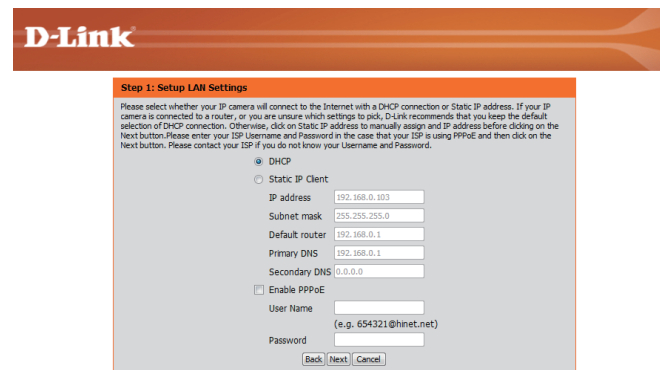 D-Link
Step 1: Setup LAN Settings
Please select whether your IP camera will connect to the Internet with a DHCP connection or Static IP address. If your IP
camera is connected to a router, or you are unsure which settings to pick, D-Link recommends that you keep the default
selection of DHCP connection. Otherwise, click on Static IP address to manually assign and IP address before clicking on the
Next button.Please enter your ISP Username and Password in the case that your ISP is using PPPoE and then click on the
Next button. Please contact your ISP if you do not know your Username and Password.
DHCP
Static IP Client
IP address 192.168.0.103
Subnet mask 255.255.255.0
Default router 192.168.0.1
Primary DNS 192.168.0.1
Secondary DNS 0.0.0.0
Enable PPPoE
User Name
(e.g. 654321@hinet.net)
Password
Back Next Cancel